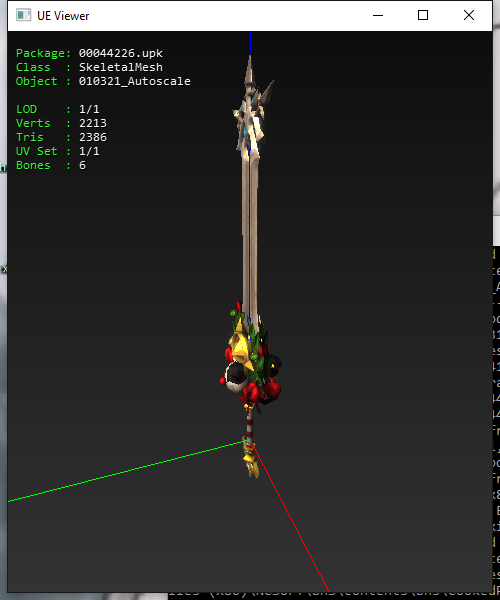 UE Viewer
Package: 00044226.upk
Class : SkeletalMesh
Object : 010321_Autoscale
LOD : 1/1
Verts : 2213
Tris : 2386
UV Set : 1/1
Bones : 6